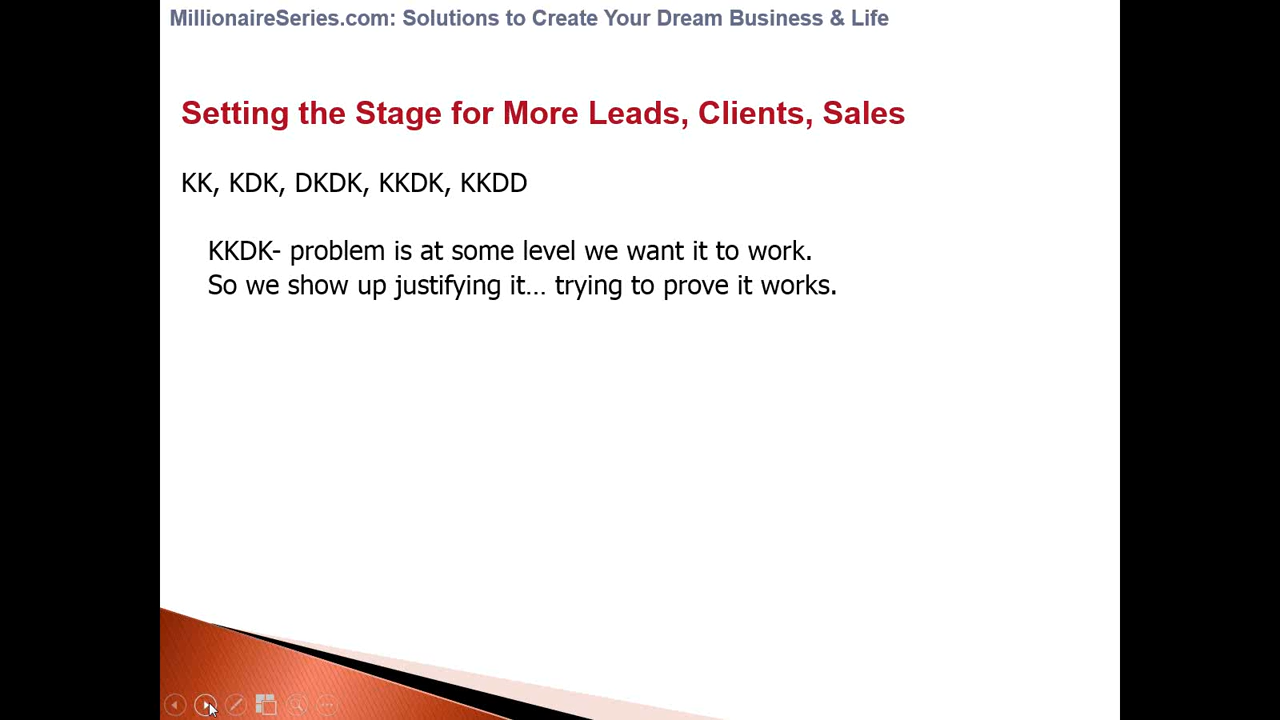 MillionaireSeries.com: Solutions to Create Your Dream Business & Life
Setting the Stage for More Leads, Clients, Sales
KK, KDK, DKDK, KKDK, KKDD
KKDK- problem is at some level we want it to work.
So we show up justifying it... trying to prove it works.